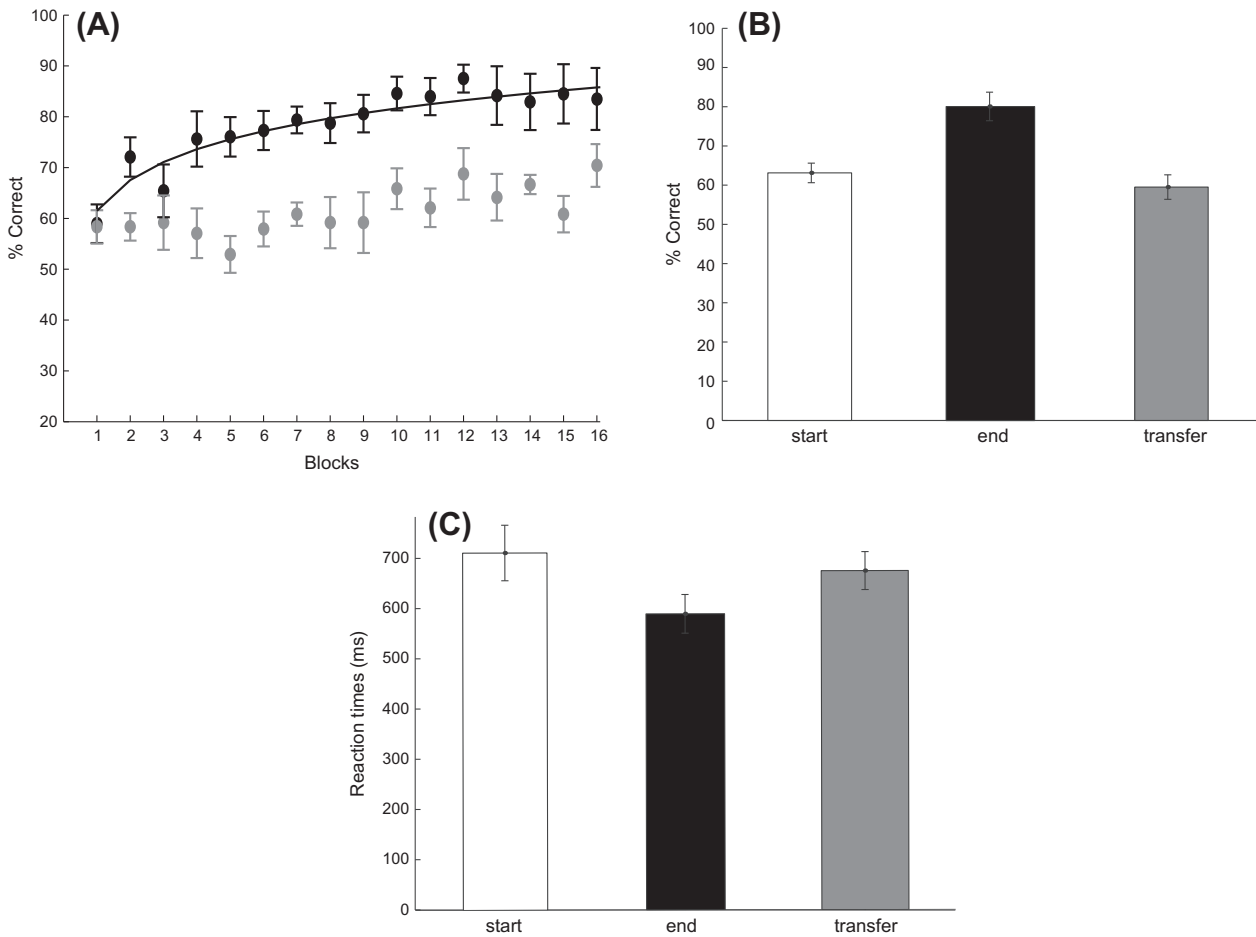 (A)
100
90
80
70
60
50
40
30
20
% Correct
1 2 3 4 5 6 7 8 9 10 11 12 13 14 15 16
Blocks
(B)
100
90
80
70
60
50
40
30
20
10
0
% Correct
start end transfer
(C)
700
600
500
400
300
200
100
0
Reaction times (ms)
start end transfer